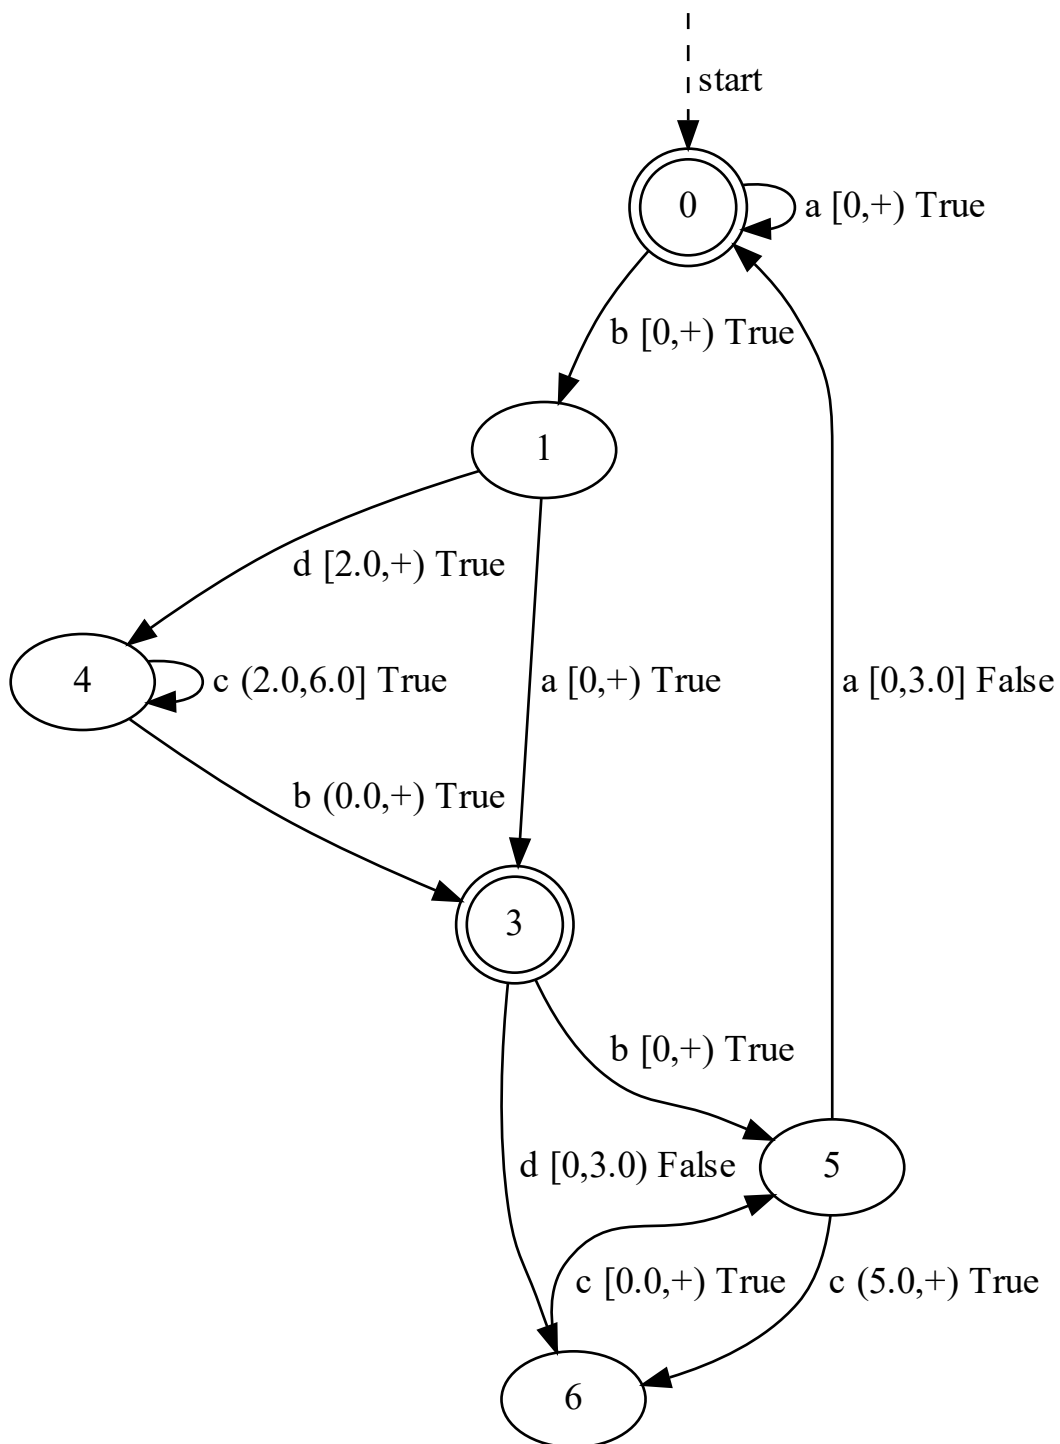 start
0
a [0,+) True
b [0,+) True
1
d [2.0,+) True
4
c (2.0,6.0] True
a [0,+) True
a [0,3.0] False
b (0.0,+) True
3
b [0,+) True
d [0,3.0) False
5
c [0.0,+) True
c (5.0,+) True
6